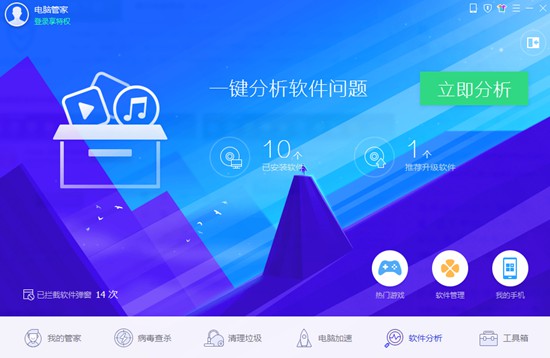 电脑管家
登录享特权
一键分析软件问题
立即分析
10个
已安装软件
1个
推荐升级软件
已拦截软件弹窗 14 次
热门游戏
软件管理
我的手机
我的管家
病毒查杀
清理垃圾
电脑加速
软件分析
工具箱